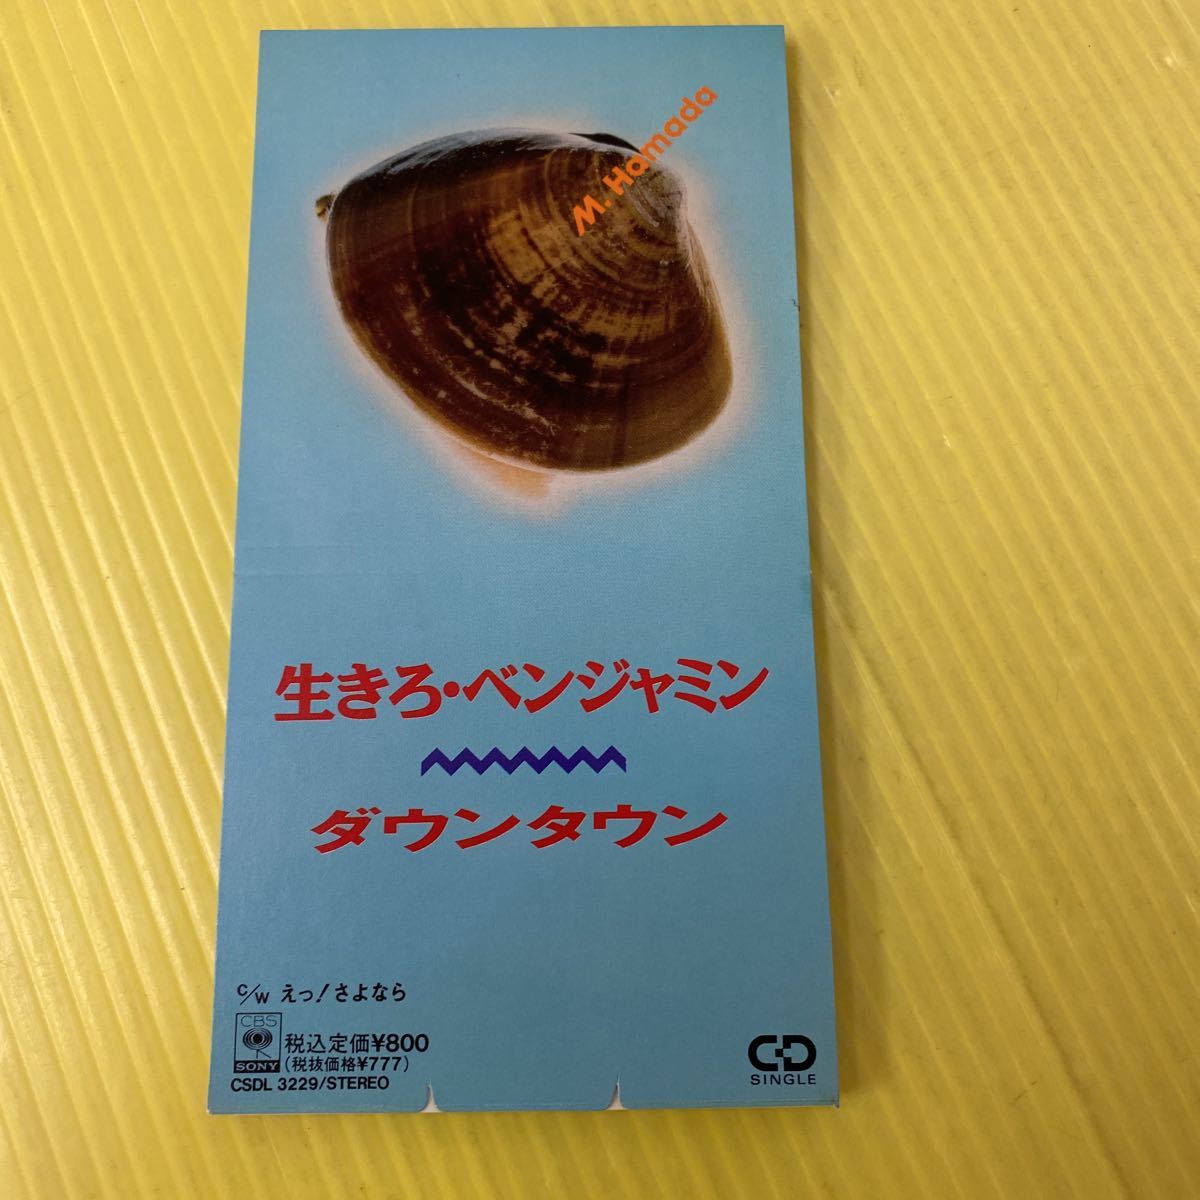 M. Hamada
生きろ・ベンジャミン
ダウンタウン
C/W えっ!さよなら
CBS
SONY
税込定価¥800
(税抜価格¥777)
CSDL 3229/STEREO
CD
SINGLE